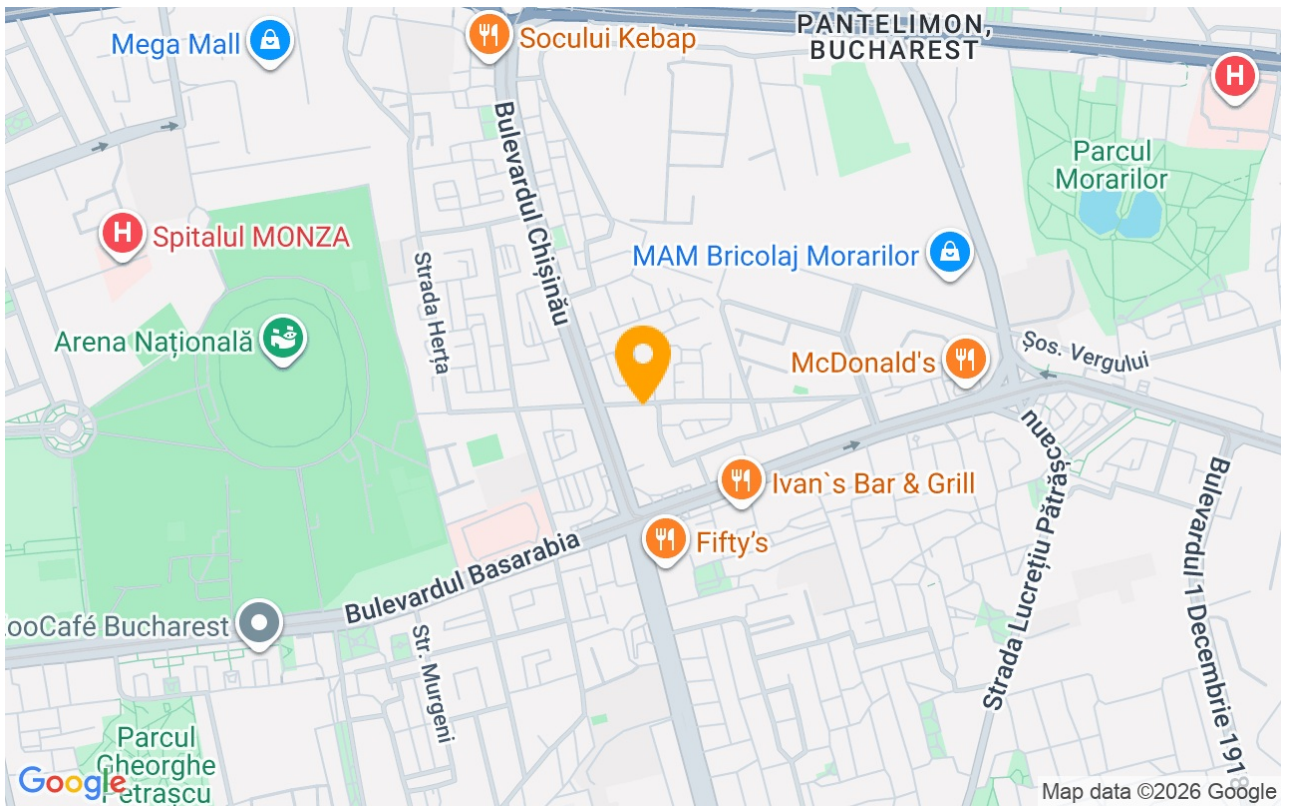 PANTELIMON,
BUCHAREST
Mega Mall
Socului Kebap
H
Bulevardul Chișinău
Parcul
Morarilor
H
Spitalul MONZA
MAM Bricolaj Morarilor
Strada Herța
Arena Națională
McDonald's
Șos. Vergului
Strada Lucrețiu Pătrășcanu
Ivan`s Bar & Grill
Bulevardul 1 Decembrie 1918
Fifty’s
Bulevardul Basarabia
ooCafé Bucharest
Str. Murgeni
Parcul
Gheorghe
Petrașcu
Google
Map data ©2026 Google